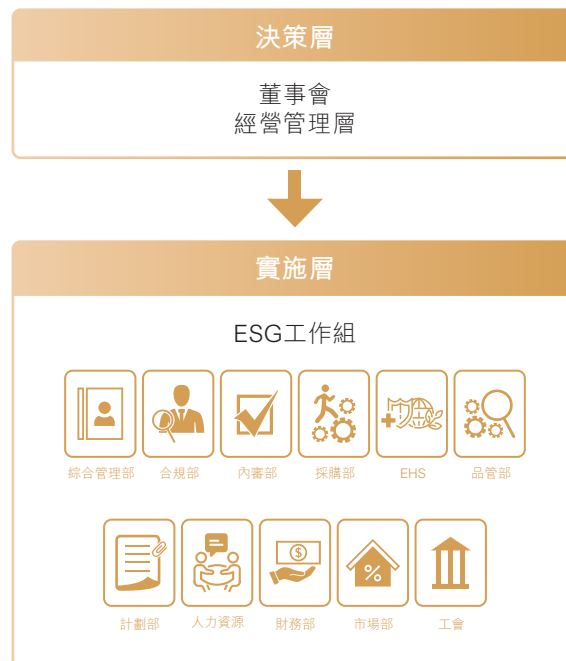 決策層
董事會
經營管理層
實施層
ESG工作組
綜合管理部 合規部 內審部 採購部 EHS 品管部
計劃部 人力資源 財務部 市場部 工會